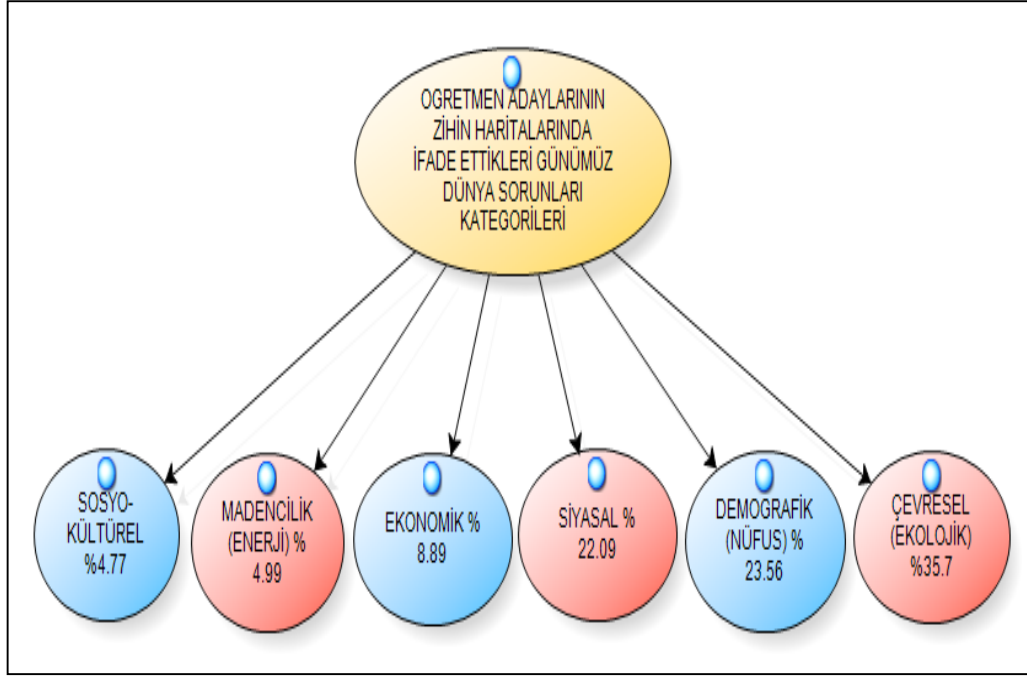 OGRETMEN ADAYLARININ
ZİHİN HARİTALARINDA
İFADE ETTİKLERİ GÜNÜMÜZ
DÜNYA SORUNLARI
KATEGORİLERİ
SOSYO-
KÜLTÜREL
%4.77
MADENCİLİK
(ENERJİ) %
4.99
EKONOMİK %
8.89
SİYASAL %
22.09
DEMOGRAFİK
(NÜFUS) %
23.56
ÇEVRESEL
(EKOLOJİK)
%35.7